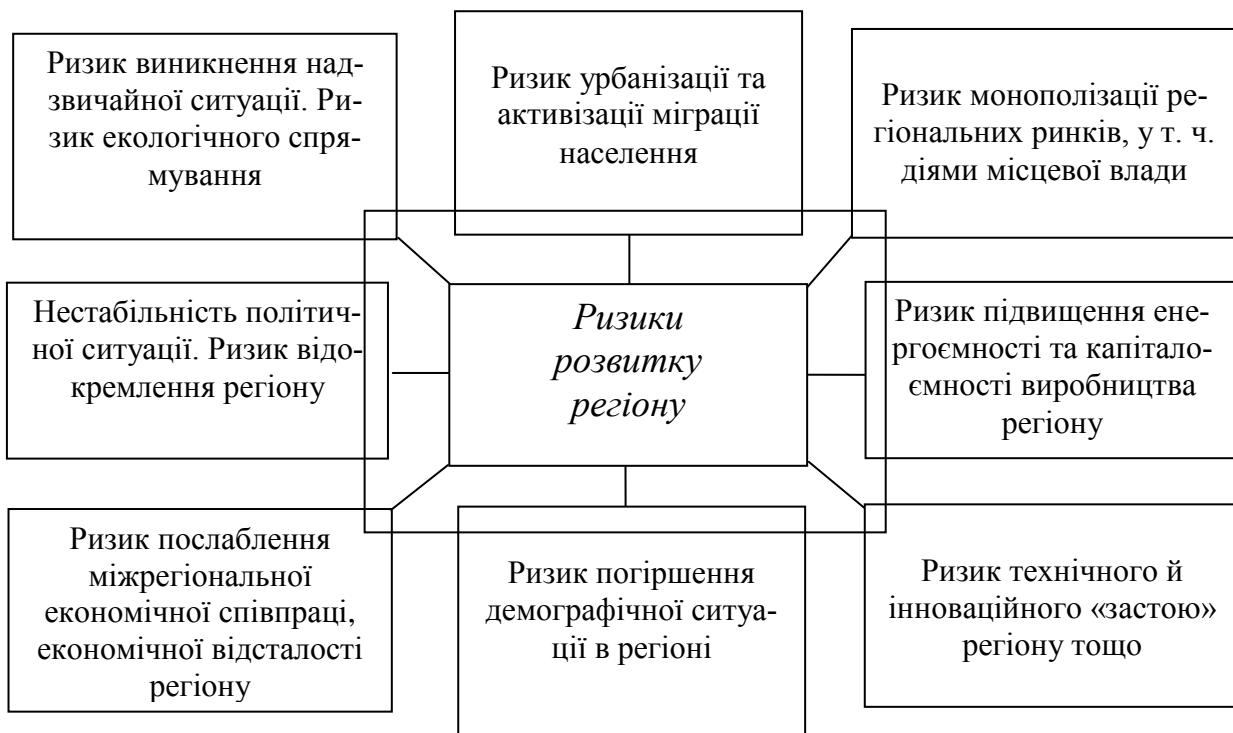 Ризик виникнення над-
звичайної ситуації. Ри-
зик екологічного спря-
мування
Ризик урбанізації та
активізації міграції
населення
Ризик монополізації ре-
гіональних ринків, у т. ч.
діями місцевої влади
Нестабільність політич-
ної ситуації. Ризик відо-
кремлення регіону
Ризики
розвитку
регіону
Ризик підвищення ене-
ргоємності та капітало-
ємності виробництва
регіону
Ризик послаблення
міжрегіональної
економічної співпраці,
економічної відсталості
регіону
Ризик погіршення
демографічної ситуа-
ції в регіоні
Ризик технічного й
інноваційного «застою»
регіону тощо